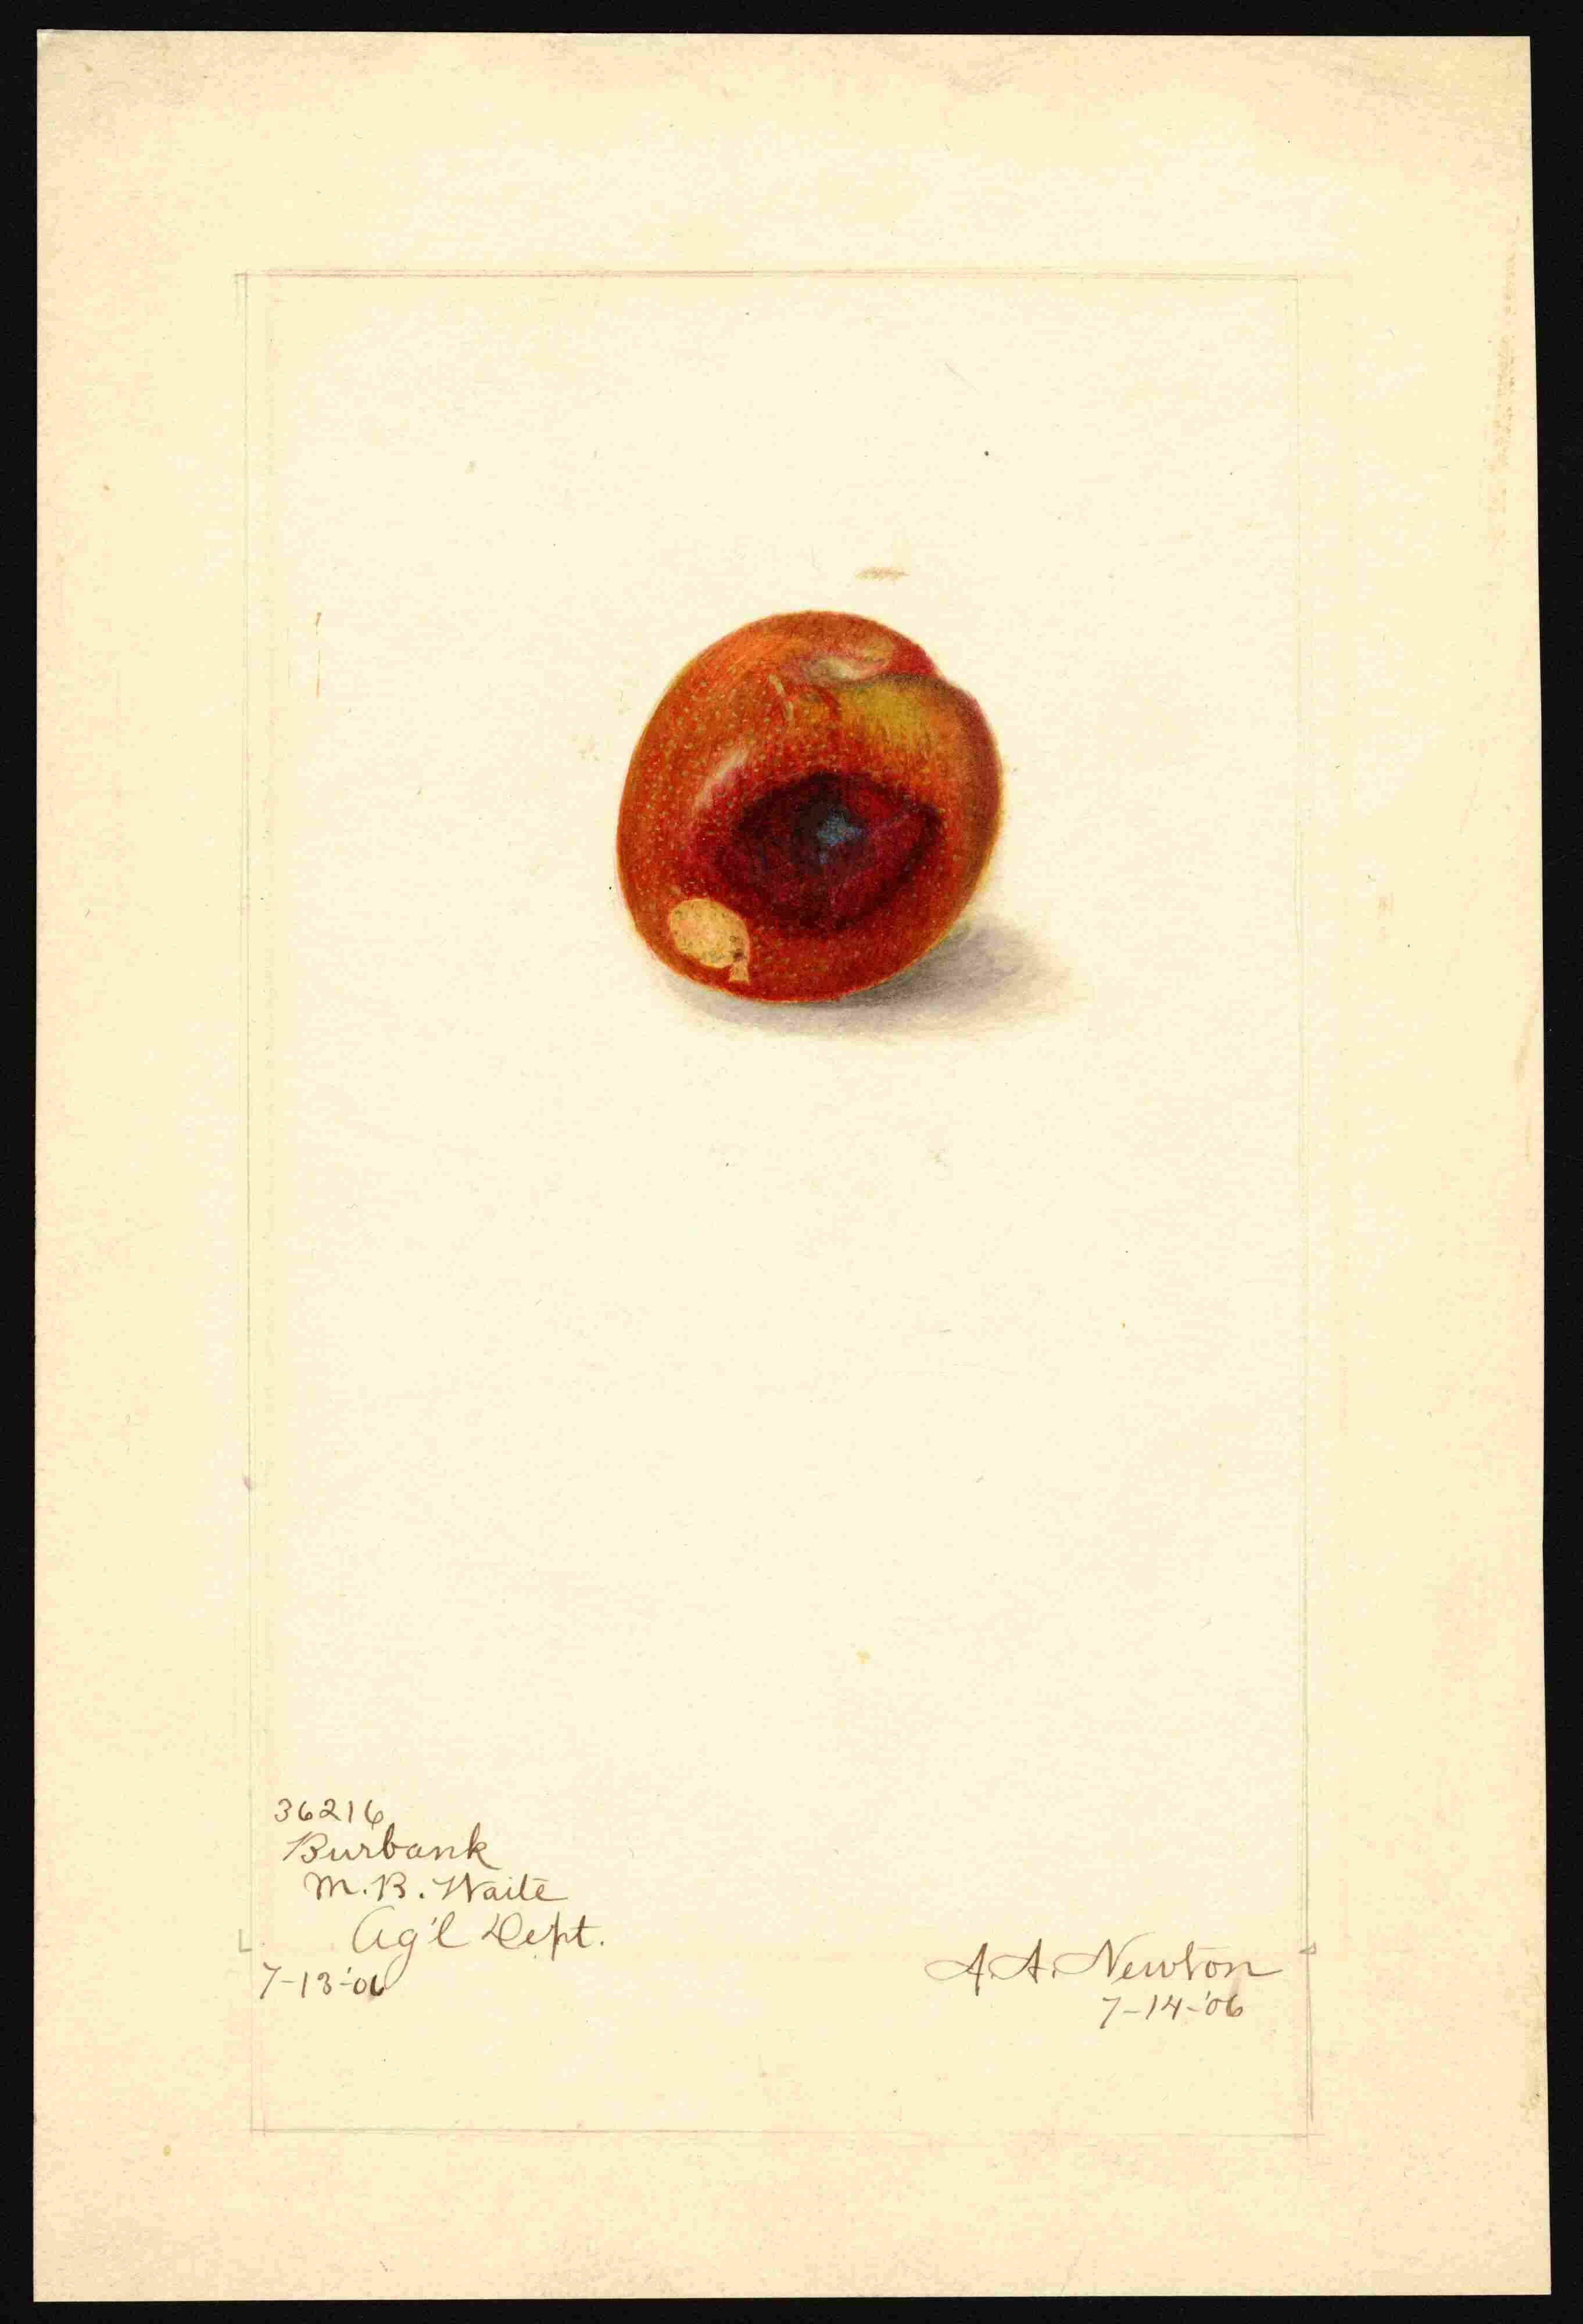 36216
Burbank
M. B. Waite
Ag'l Dept.
7-13-'06
A. A. Newton
7-14-'06